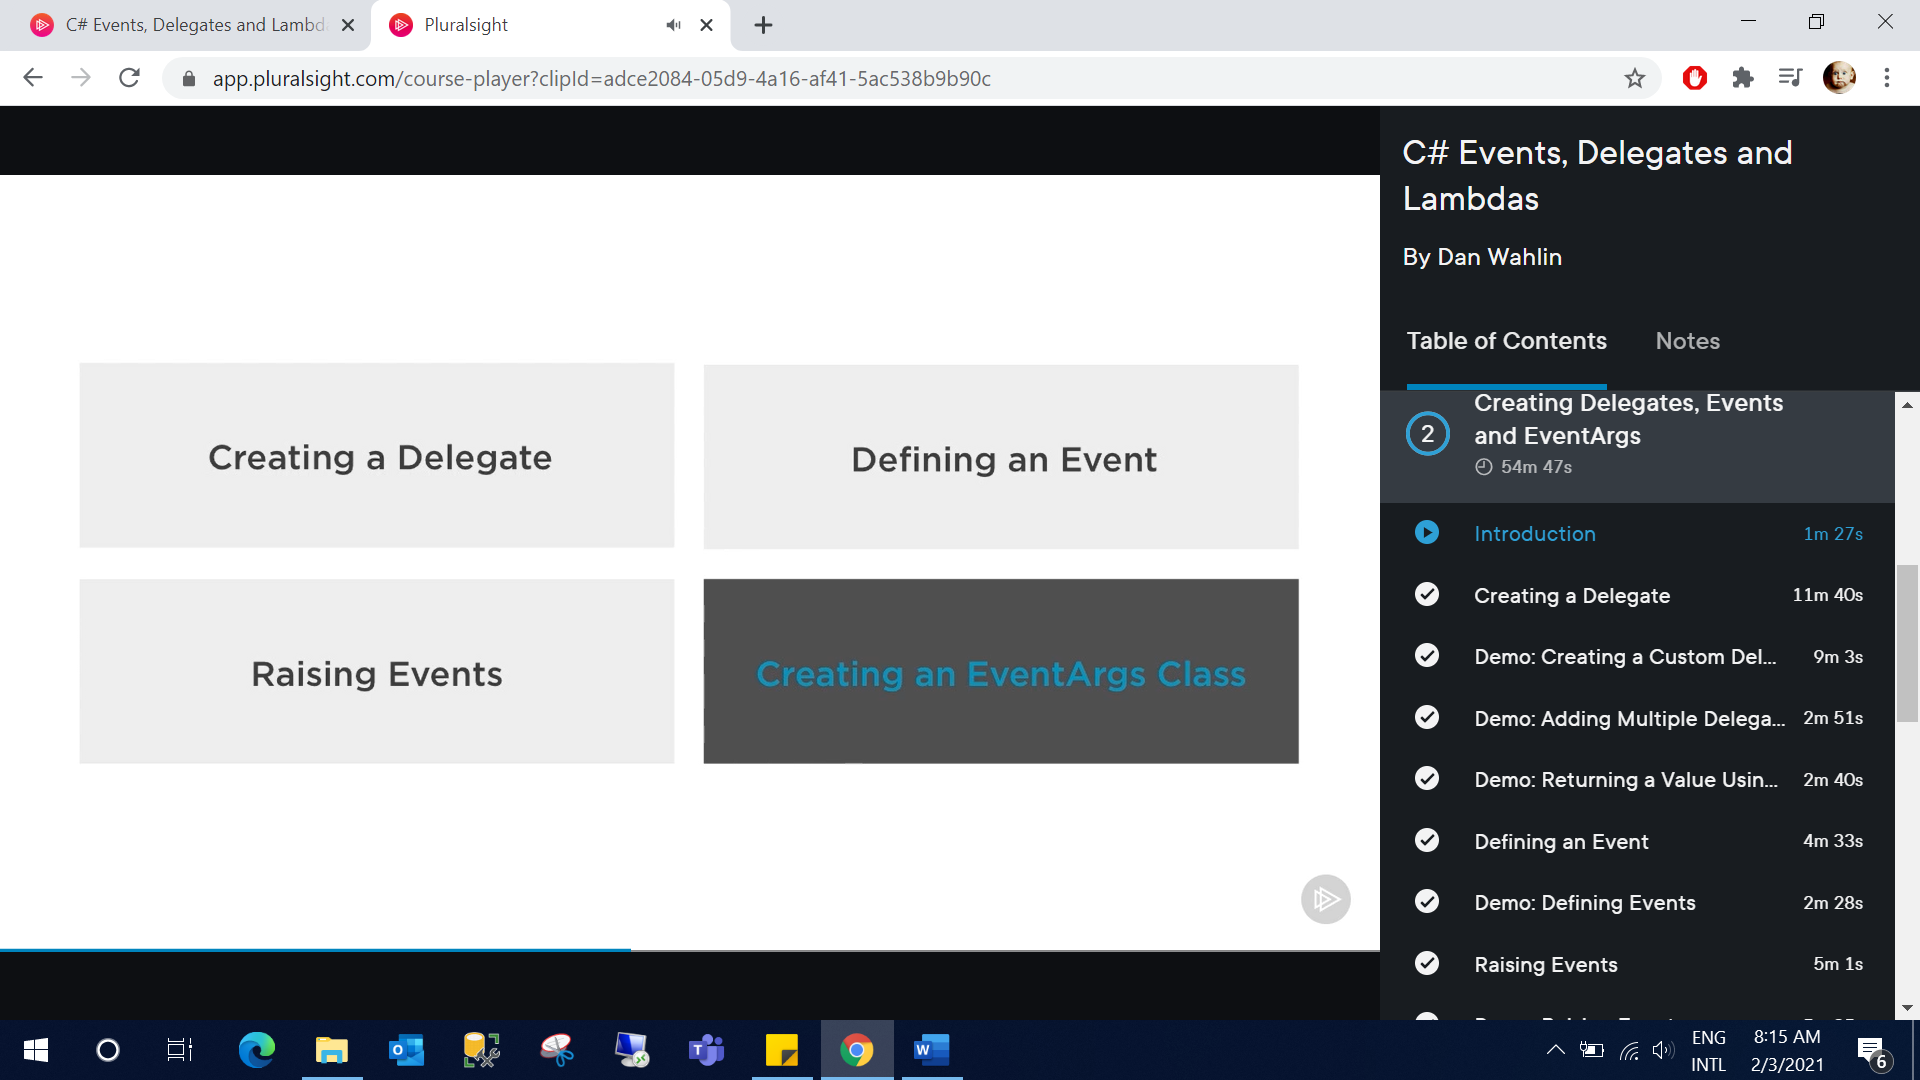 C# Events, Delegates and Lambd
Pluralsight
app.pluralsight.com/course-player?clipId=adce2084-05d9-4a16-af41-5ac538b9b90c
Creating a Delegate
Defining an Event
Raising Events
Creating an EventArgs Class
C# Events, Delegates and
Lambdas
By Dan Wahlin
Table of Contents
Notes
2
Creating Delegates, Events
and EventArgs
54m 47s
Introduction 1m 27s
Creating a Delegate 11m 40s
Demo: Creating a Custom Del... 9m 3s
Demo: Adding Multiple Delega... 2m 51s
Demo: Returning a Value Usin... 2m 40s
Defining an Event 4m 33s
Demo: Defining Events 2m 28s
Raising Events 5m 1s
ENG
INTL
8:15 AM
2/3/2021
6